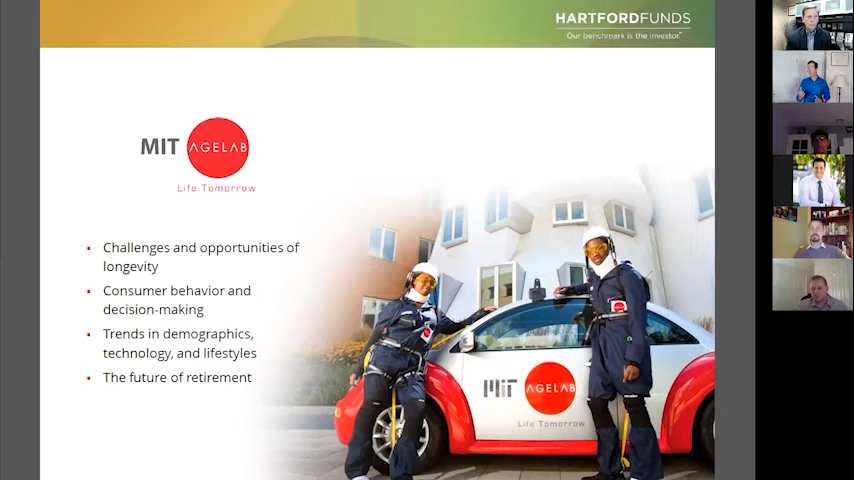 HARTFORDFUNDS
Our benchmark is the investor.™
MIT AGELAB
Life Tomorrow
Challenges and opportunities of
longevity
Consumer behavior and
decision-making
Trends in demographics,
technology, and lifestyles
The future of retirement
MIT AGELAB
Life Tomorrow